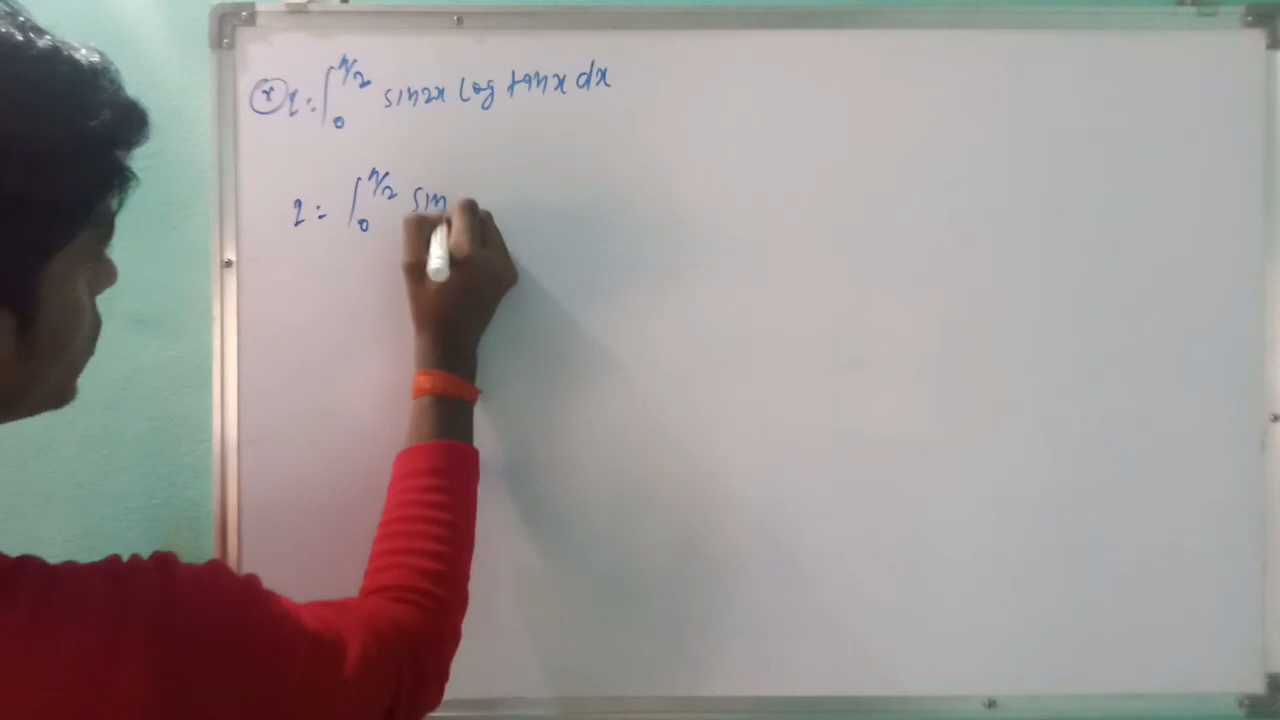 (*) I = ∫₀^π/2 sin2x log tanx dx
I = ∫₀^π/2 sin